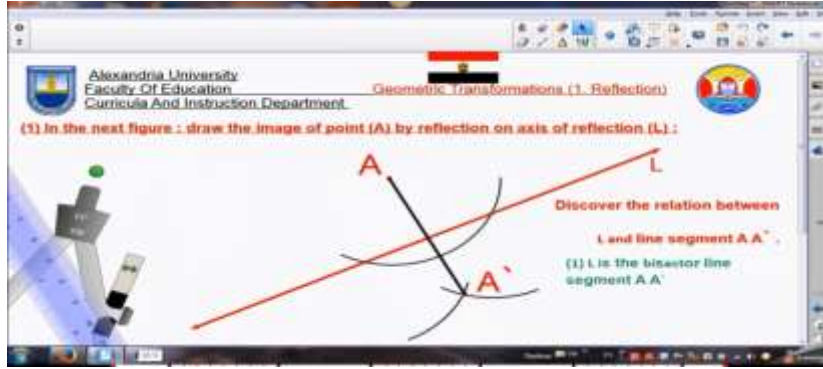 Alexandria University
Faculty Of Education
Curricula And Instruction Department
Geometric Transformations (1. Reflection)
(1) In the next figure : draw the image of point (A) by reflection on axis of reflection (L) :
A
L
Discover the relation between
L and line segment A A` .
A`
(1) L is the bisector line
segment A A`